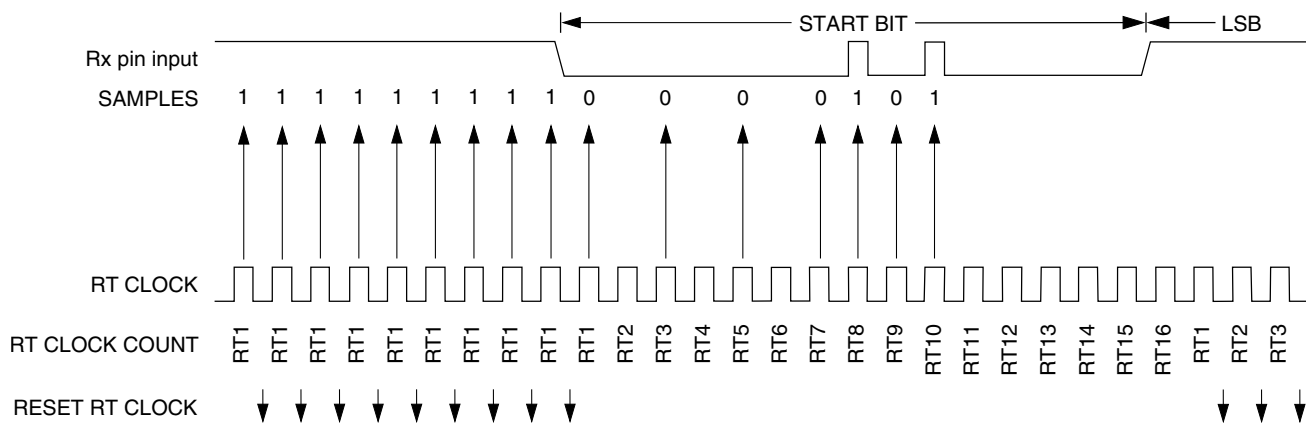 START BIT LSB
Rx pin input
SAMPLES 1 1 1 1 1 1 1 1 1 0 0 0 0 1 0 1
RT CLOCK
RT CLOCK COUNT RT1 RT1 RT1 RT1 RT1 RT1 RT1 RT1 RT1 RT1 RT2 RT3 RT4 RT5 RT6 RT7 RT8 RT9 RT10 RT11 RT12 RT13 RT14 RT15 RT16 RT1 RT2 RT3
RESET RT CLOCK